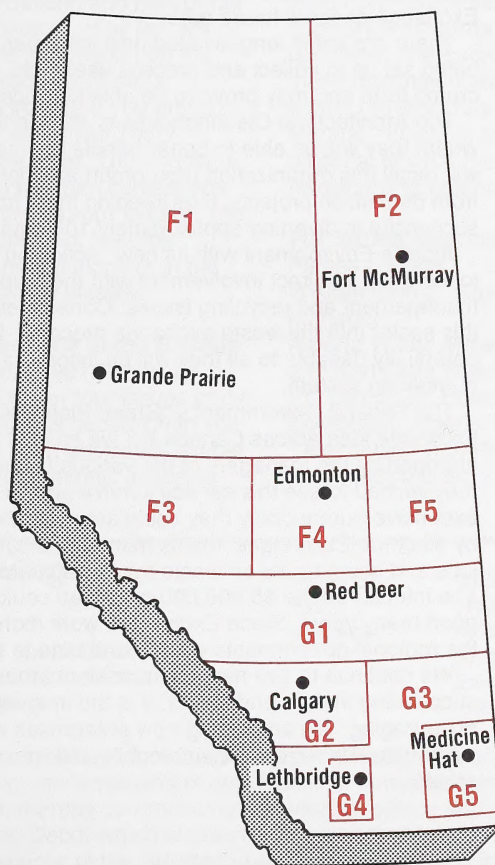 F1
F2
Fort McMurray
Grande Prairie
Edmonton
F3
F4
F5
Red Deer
G1
Calgary
G2
G3
Medicine
Hat
Lethbridge
G4
G5